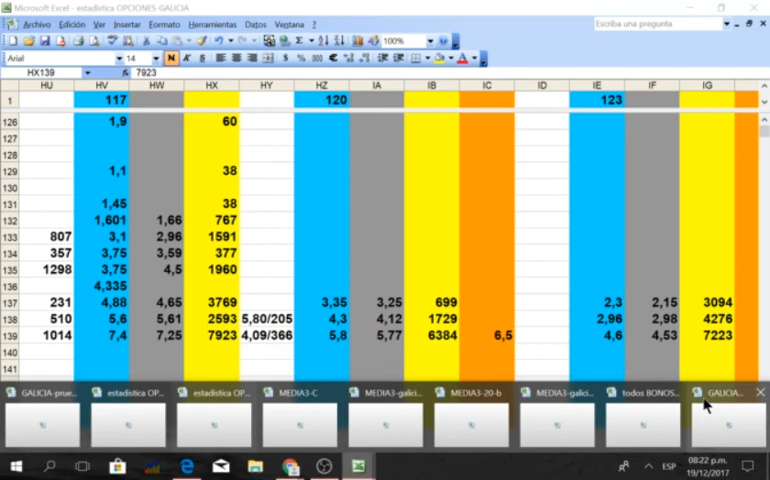 Microsoft Excel - estadistica OPCIONES-GALICIA
Archivo Edición Ver Insertar Formato Herramientas Datos Ventana ?
Escriba una pregunta
100%
Arial 14 N K S % 000
HX139 fx 7923
HU HV HW HX HY HZ IA IB IC ID IE IF IG
1 117 120 123
126 1,9 60
127
128
129 1,1 38
130
131 1,45 38
132 1,601 1,66 767
133 807 3,1 2,96 1591
134 357 3,75 3,59 377
135 1298 3,75 4,5 1960
136 4,335
137 231 4,88 4,65 3769 3,35 3,25 699 2,3 2,15 3094
138 510 5,6 5,61 2593 5,80/205 4,3 4,12 1729 2,96 2,98 4276
139 1014 7,4 7,25 7923 4,09/366 5,8 5,77 6384 6,5 4,6 4,53 7223
140
141
GALICIA-prue... estadistica OP... estadistica OP... MEDIA3-C MEDIA3-galici... MEDIA3-20-b MEDIA3-galici... todos BONOS... GALICIA...
ESP
08:22 p.m.
19/12/2017